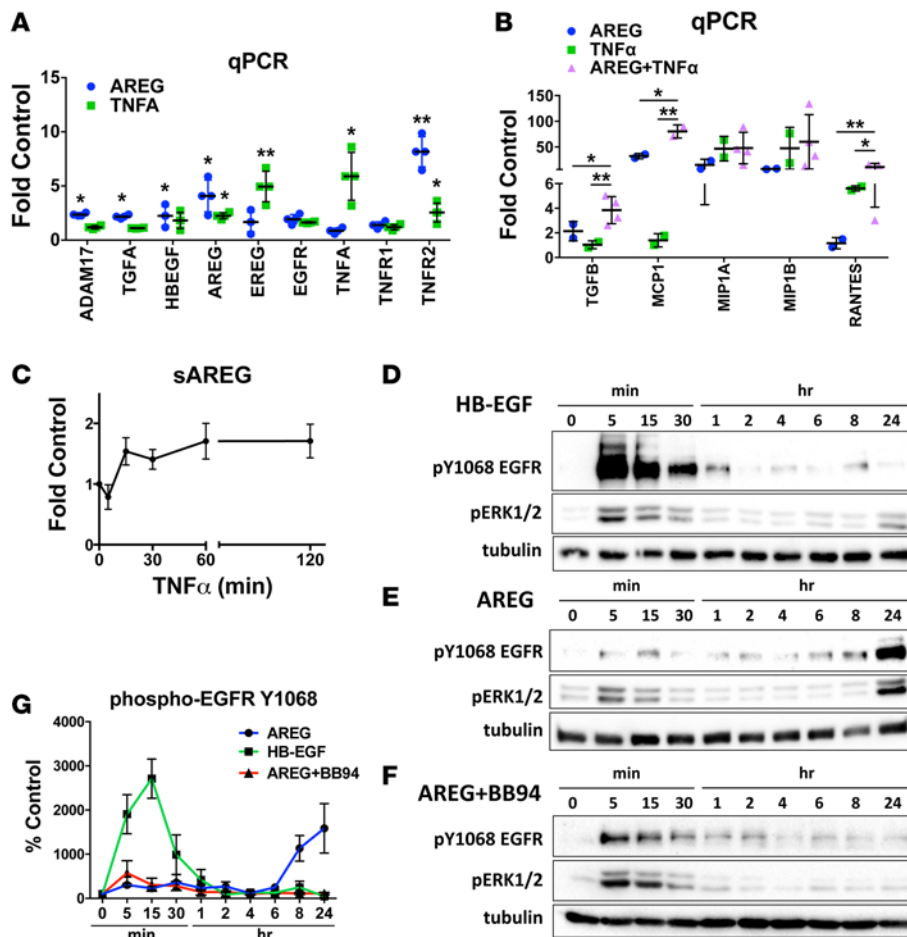 A
qPCR
AREG
TNFA
Fold Control
15
10
5
0
* * * * * ** * ** *
ADAM17 TGFA HBEGF AREG EREG EGFR TNFA TNFR1 TNFR2
B
qPCR
AREG
TNFα
AREG+TNFα
Fold Control
150
100
50
6
4
2
0
* ** * ** ** *
TGFB MCP1 MIP1A MIP1B RANTES
C
sAREG
Fold Control
2
1
0
0 30 60 120
TNFα (min)
D
HB-EGF
min hr
0 5 15 30 1 2 4 6 8 24
pY1068 EGFR
pERK1/2
tubulin
E
AREG
min hr
0 5 15 30 1 2 4 6 8 24
pY1068 EGFR
pERK1/2
tubulin
G
phospho-EGFR Y1068
AREG
HB-EGF
AREG+BB94
% Control
4000
3000
2000
1000
0
0 5 15 30 1 2 4 6 8 24
min hr
F
AREG+BB94
min hr
0 5 15 30 1 2 4 6 8 24
pY1068 EGFR
pERK1/2
tubulin